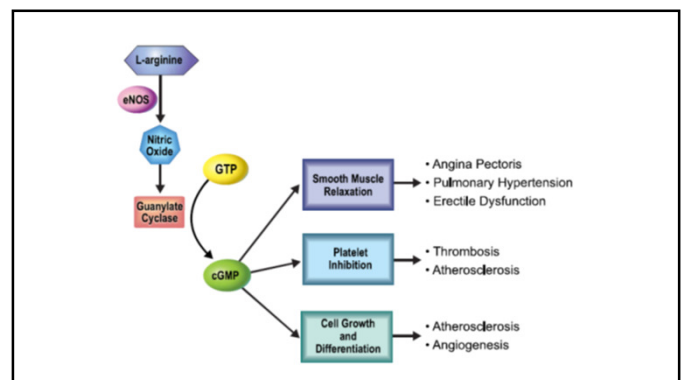 L-arginine
eNOS
Nitric
Oxide
GTP
Guanylate
Cyclase
cGMP
Smooth Muscle
Relaxation
• Angina Pectoris
• Pulmonary Hypertension
• Erectile Dysfunction
Platelet
Inhibition
• Thrombosis
• Atherosclerosis
Cell Growth
and
Differentiation
• Atherosclerosis
• Angiogenesis